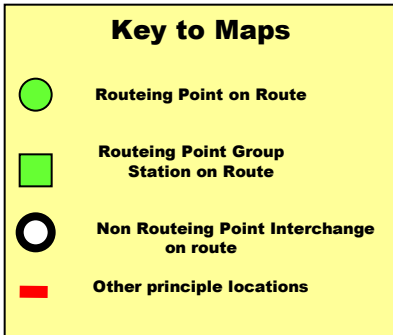 Key to Maps
Routeing Point on Route
Routeing Point Group
Station on Route
Non Routeing Point Interchange
on route
Other principle locations